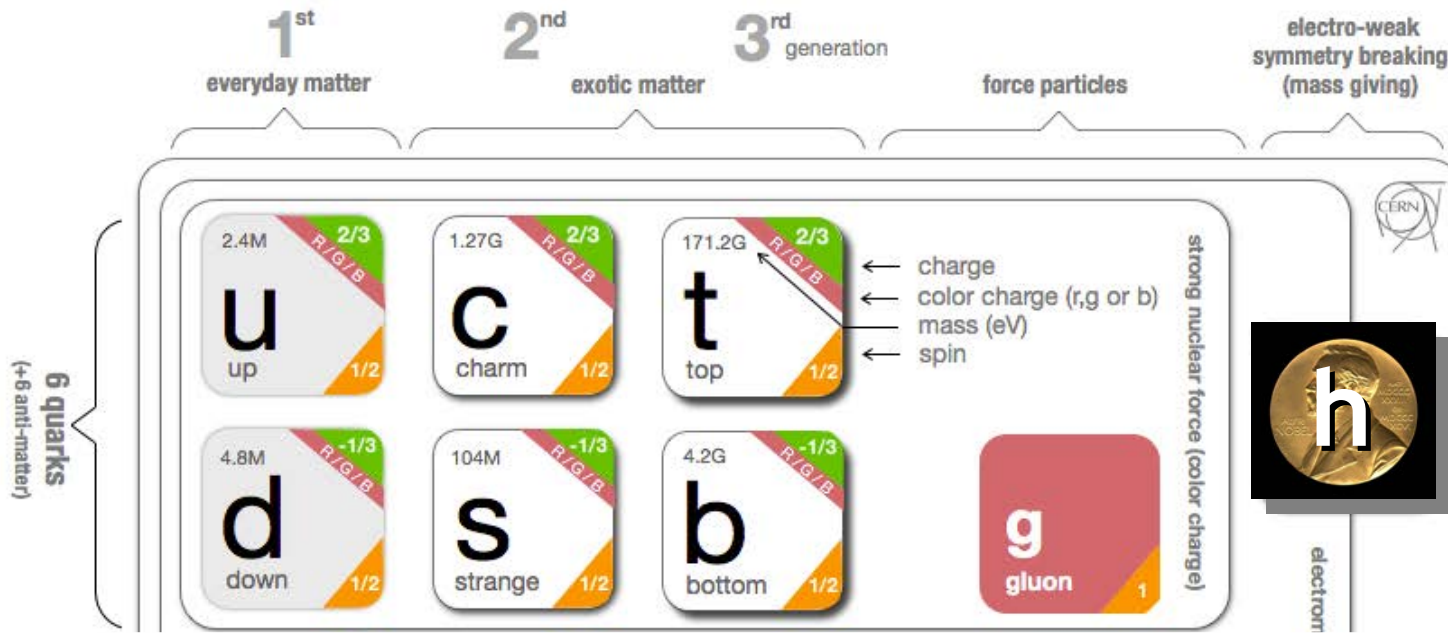 1st
2nd
3rd
generation
everyday matter
exotic matter
force particles
electro-weak
symmetry breaking
(mass giving)
CERN
6 quarks
(+6 anti-matter)
2.4M
2/3
R/G/B
u
up
1/2
1.27G
2/3
R/G/B
c
charm
1/2
171.2G
2/3
R/G/B
t
top
1/2
charge
color charge (r,g or b)
mass (eV)
spin
strong nuclear force (color charge)
h
4.8M
-1/3
R/G/B
d
down
1/2
104M
-1/3
R/G/B
s
strange
1/2
4.2G
-1/3
R/G/B
b
bottom
1/2
g
gluon
1